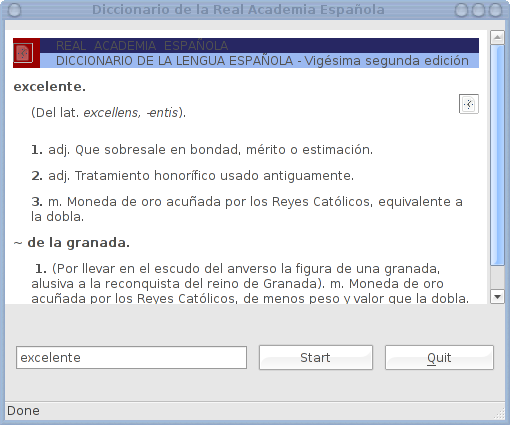 Diccionario de la Real Academia Española
REAL ACADEMIA ESPAÑOLA
DICCIONARIO DE LA LENGUA ESPAÑOLA - Vigésima segunda edición
excelente.
(Del lat. excellens, -entis).
1. adj. Que sobresale en bondad, mérito o estimación.
2. adj. Tratamiento honorífico usado antiguamente.
3. m. Moneda de oro acuñada por los Reyes Católicos, equivalente a
la dobla.
~ de la granada.
1. (Por llevar en el escudo del anverso la figura de una granada,
alusiva a la reconquista del reino de Granada). m. Moneda de oro
acuñada por los Reyes Católicos, de menos peso y valor que la dobla.
excelente
Start
Quit
Done